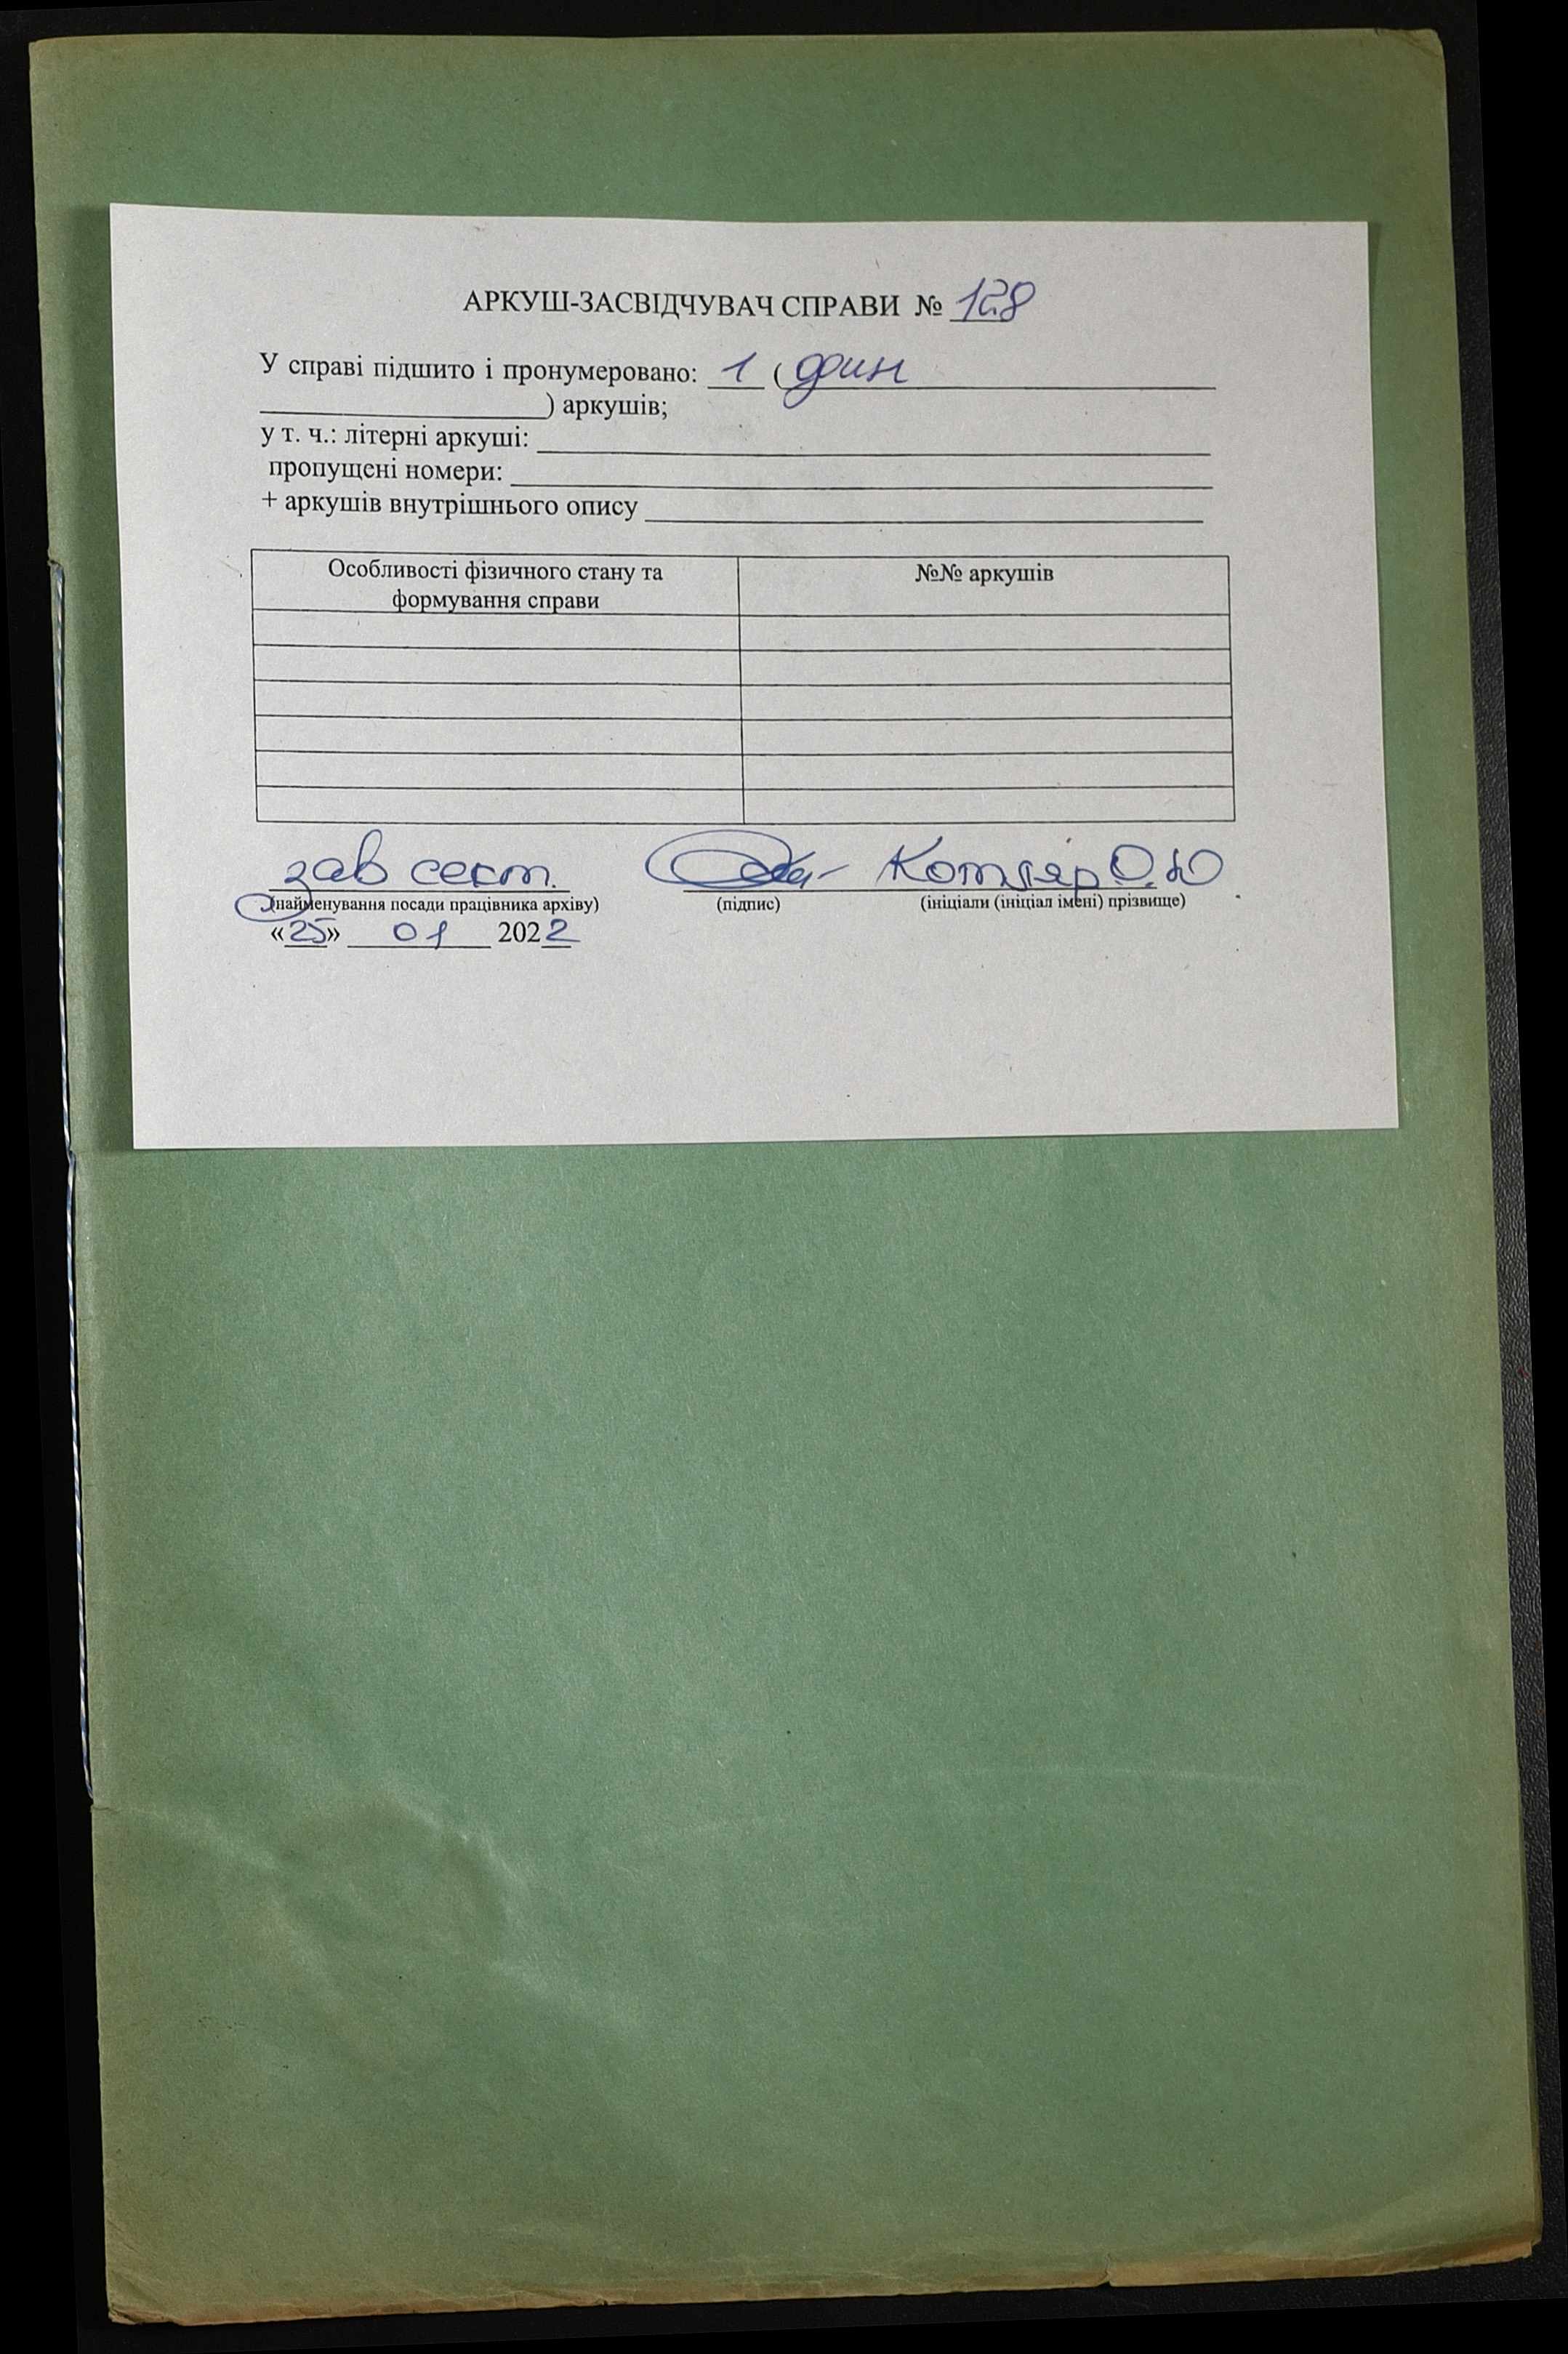 АРКУШ-ЗАСВІДЧУВАЧ СПРАВИ № 128
У справі підшито і пронумеровано: 1 ( один
) аркушів;
у т. ч.: літерні аркуші:
пропущені номери:
+ аркушів внутрішнього опису
Особливості фізичного стану та формування справи №№ аркушів
зав сект. Котляр О.Ю
(найменування посади працівника архіву) (підпис) (ініціали (ініціал імені) прізвище)
«25» 01 2022